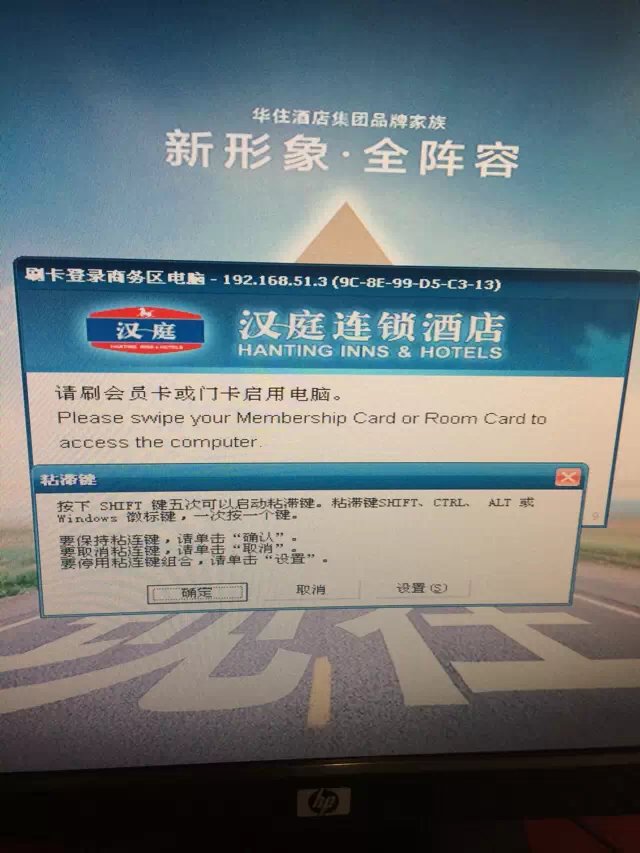 华住酒店集团品牌家族
新形象·全阵容
刷卡登录商务区电脑 - 192.168.51.3 (9C-8E-99-D5-C3-13)
汉庭
HANTING INNS & HOTELS
汉庭连锁酒店
HANTING INNS & HOTELS
请刷会员卡或门卡启用电脑。
Please swipe your Membership Card or Room Card to
access the computer.
粘滞键
按下 SHIFT 键五次可以启动粘滞键。粘滞键SHIFT、CTRL、 ALT 或
Windows 徽标键，一次按一个键。
要保持粘连键，请单击“确认”。
要取消粘连键，请单击“取消”。
要停用粘连键组合，请单击“设置”。
确定
取消
设置(S)
9
现在
hp